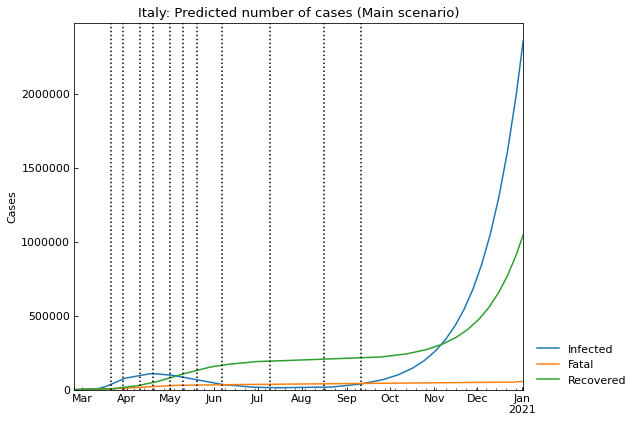 Italy: Predicted number of cases (Main scenario)
Cases
2000000
1500000
1000000
500000
0
Mar Apr May Jun Jul Aug Sep Oct Nov Dec Jan
2021
Infected
Fatal
Recovered